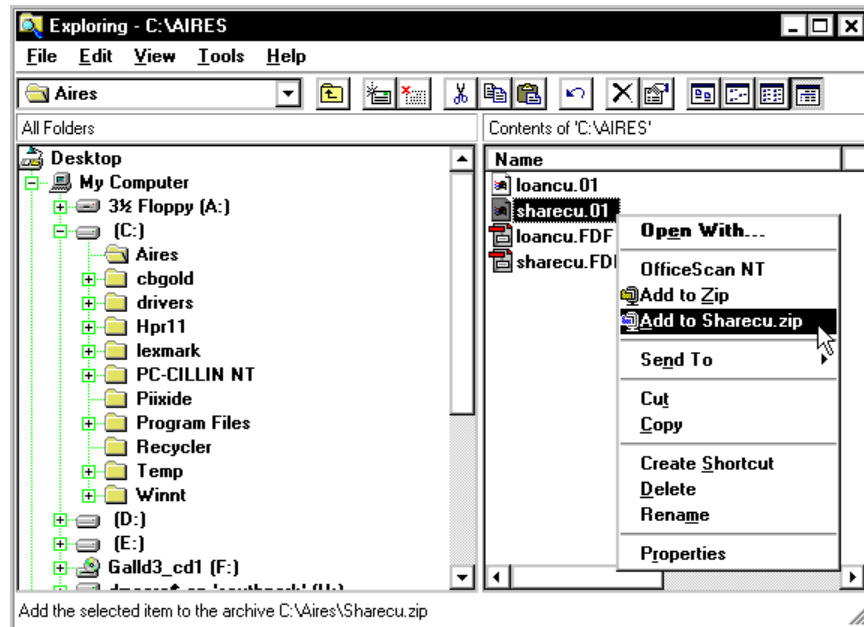 Exploring - C:\AIRES
File Edit View Tools Help
Aires
All Folders
Contents of 'C:\AIRES'
Desktop
My Computer
3½ Floppy (A:)
(C:)
Aires
cbgold
drivers
Hpr11
lexmark
PC-CILLIN NT
Piixide
Program Files
Recycler
Temp
Winnt
(D:)
(E:)
Galld3_cd1 (F:)
Name
loancu.01
sharecu.01
loancu.FDF
sharecu.FD
Open With...
OfficeScan NT
Add to Zip
Add to Sharecu.zip
Send To
Cut
Copy
Create Shortcut
Delete
Rename
Properties
Add the selected item to the archive C:\Aires\Sharecu.zip